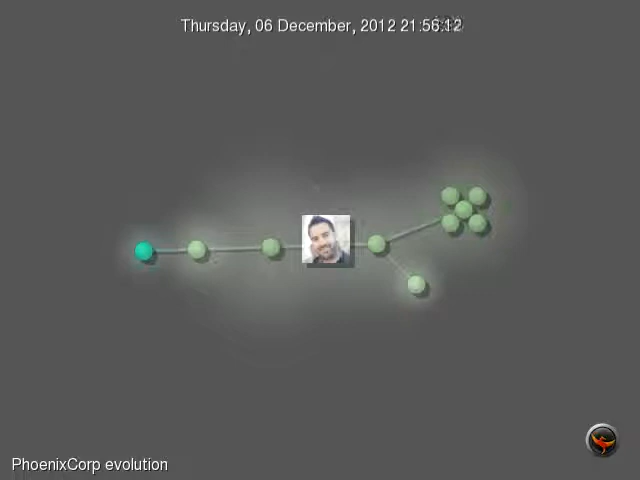 Thursday, 06 December, 2012 21:56:12
PhoenixCorp evolution